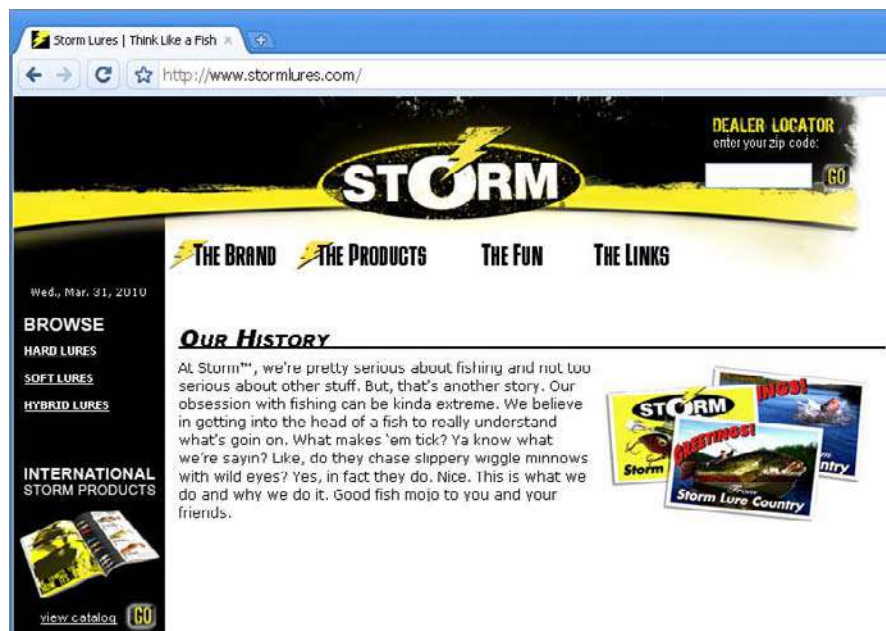 Storm Lures | Think Like a Fish
http://www.stormlures.com/
DEALER LOCATOR
enter your zip code:
GO
STORM
THE BRAND THE PRODUCTS THE FUN THE LINKS
Wed., Mar. 31, 2010
BROWSE
HARD LURES
SOFT LURES
HYBRID LURES
INTERNATIONAL
STORM PRODUCTS
view catalog GO
OUR HISTORY
At Storm™, we're pretty serious about fishing and not too
serious about other stuff. But, that's another story. Our
obsession with fishing can be kinda extreme. We believe
in getting into the head of a fish to really understand
what's goin on. What makes 'em tick? Ya know what
we're sayin? Like, do they chase slippery wiggle minnows
with wild eyes? Yes, in fact they do. Nice. This is what we
do and why we do it. Good fish mojo to you and your
friends.
STORM
Storm
GREETINGS!
From
Storm Lure Country
INGS!
ntry